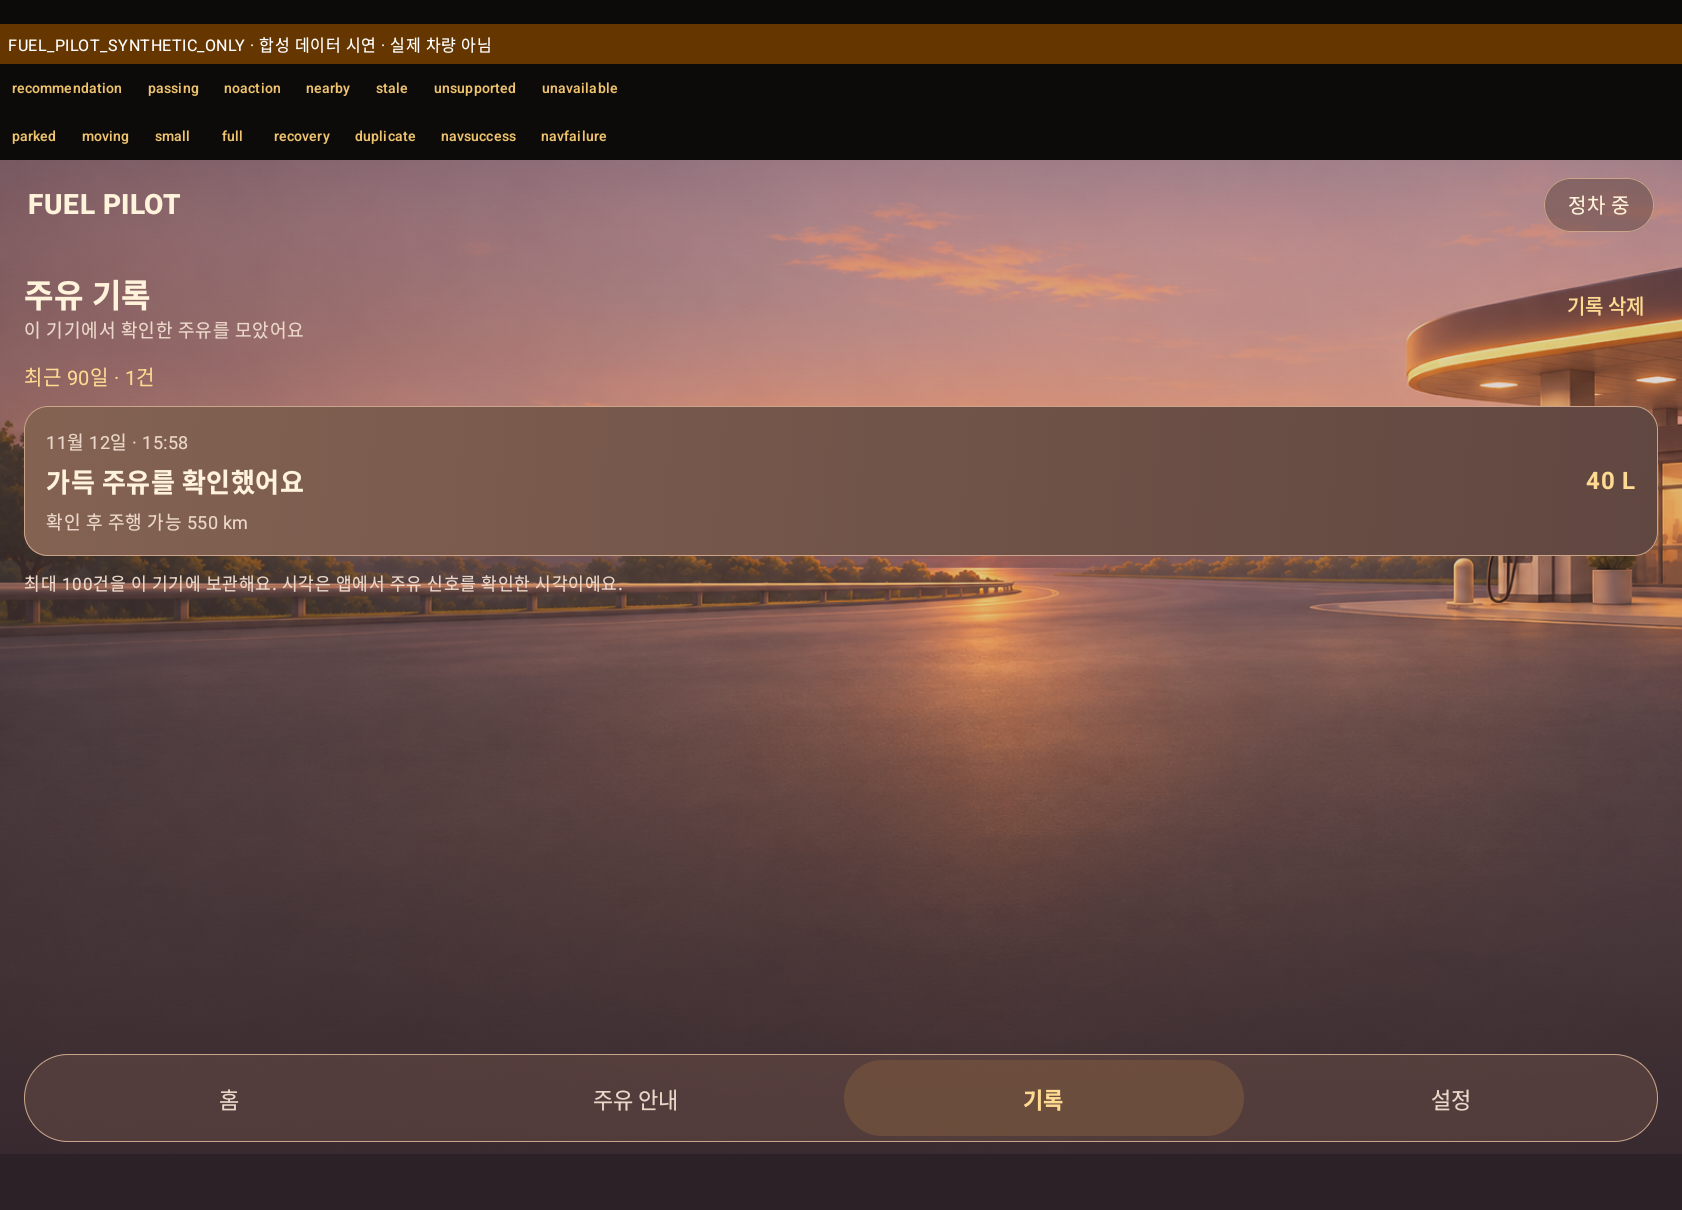 FUEL_PILOT_SYNTHETIC_ONLY · 합성 데이터 시연 · 실제 차량 아님
recommendation passing noaction nearby stale unsupported unavailable
parked moving small full recovery duplicate navsuccess navfailure
FUEL PILOT
정차 중
주유 기록
이 기기에서 확인한 주유를 모았어요
기록 삭제
최근 90일 · 1건
11월 12일 · 15:58
가득 주유를 확인했어요
40 L
확인 후 주행 가능 550 km
최대 100건을 이 기기에 보관해요. 시각은 앱에서 주유 신호를 확인한 시각이에요.
홈 주유 안내 기록 설정